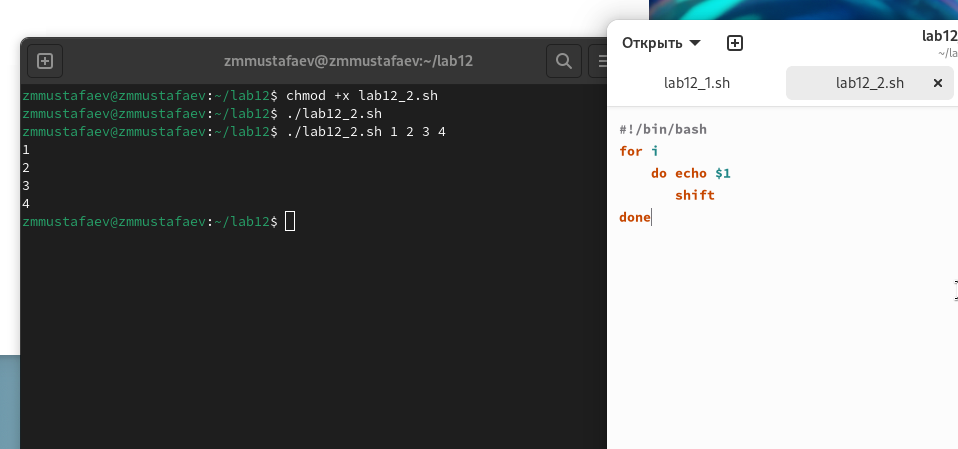 zmmustafaev@zmmustafaev:~/lab12
zmmustafaev@zmmustafaev:~/lab12$ chmod +x lab12_2.sh
zmmustafaev@zmmustafaev:~/lab12$ ./lab12_2.sh
zmmustafaev@zmmustafaev:~/lab12$ ./lab12_2.sh 1 2 3 4
1
2
3
4
zmmustafaev@zmmustafaev:~/lab12$
Открыть
lab12
~/la
lab12_1.sh
lab12_2.sh
#!/bin/bash
for i
do echo $1
shift
done